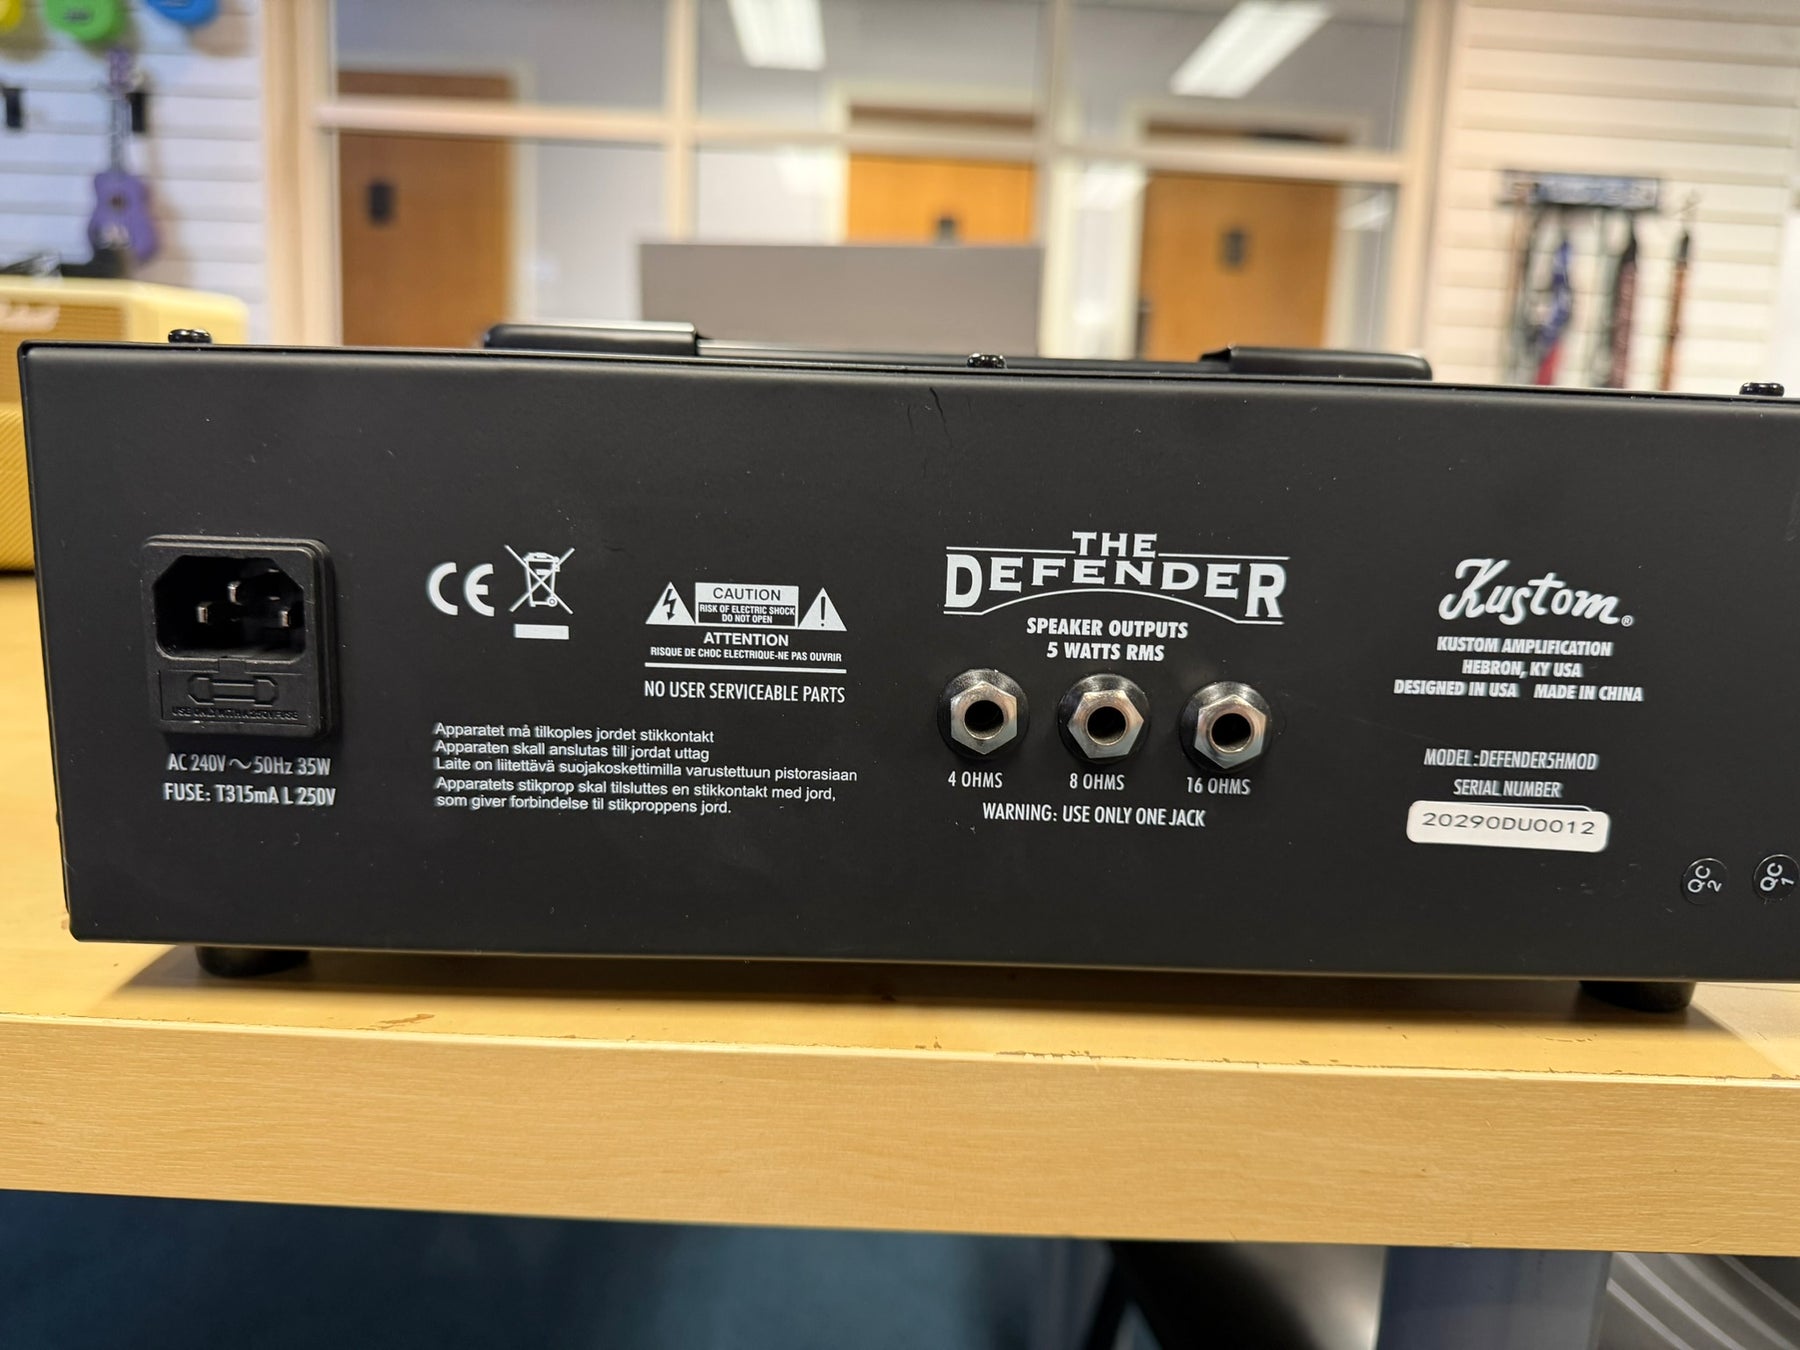 USE ONLY WITH A 250V FUSE
AC 240V ~ 50Hz 35W
FUSE: T315mA L 250V
CE
CAUTION
RISK OF ELECTRIC SHOCK
DO NOT OPEN
ATTENTION
RISQUE DE CHOC ELECTRIQUE-NE PAS OUVRIR
NO USER SERVICEABLE PARTS
Apparatet må tilkoples jordet stikkontakt
Apparaten skall anslutas till jordat uttag
Laite on liitettävä suojakoskettimilla varustettuun pistorasiaan
Apparatets stikprop skal tilsluttes en stikkontakt med jord,
som giver forbindelse til stikproppens jord.
THE
DEFENDER
SPEAKER OUTPUTS
5 WATTS RMS
4 OHMS 8 OHMS 16 OHMS
WARNING: USE ONLY ONE JACK
Kustom®
KUSTOM AMPLIFICATION
HEBRON, KY USA
DESIGNED IN USA MADE IN CHINA
MODEL:DEFENDER5HMOD
SERIAL NUMBER
20290DU0012
QC
2
QC
1